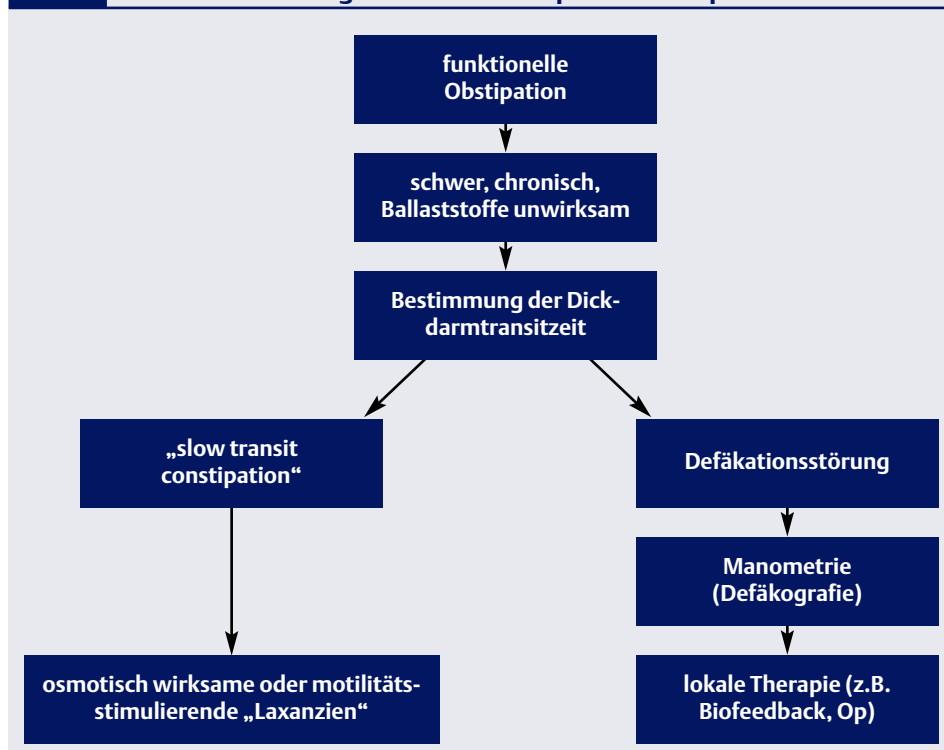 funktionelle
Obstipation
schwer, chronisch,
Ballaststoffe unwirksam
Bestimmung der Dick-
darmtransitzeit
„slow transit
constipation“
Defäkationsstörung
Manometrie
(Defäkografie)
osmotisch wirksame oder motilitäts-
stimulierende „Laxanzien“
lokale Therapie (z.B.
Biofeedback, Op)